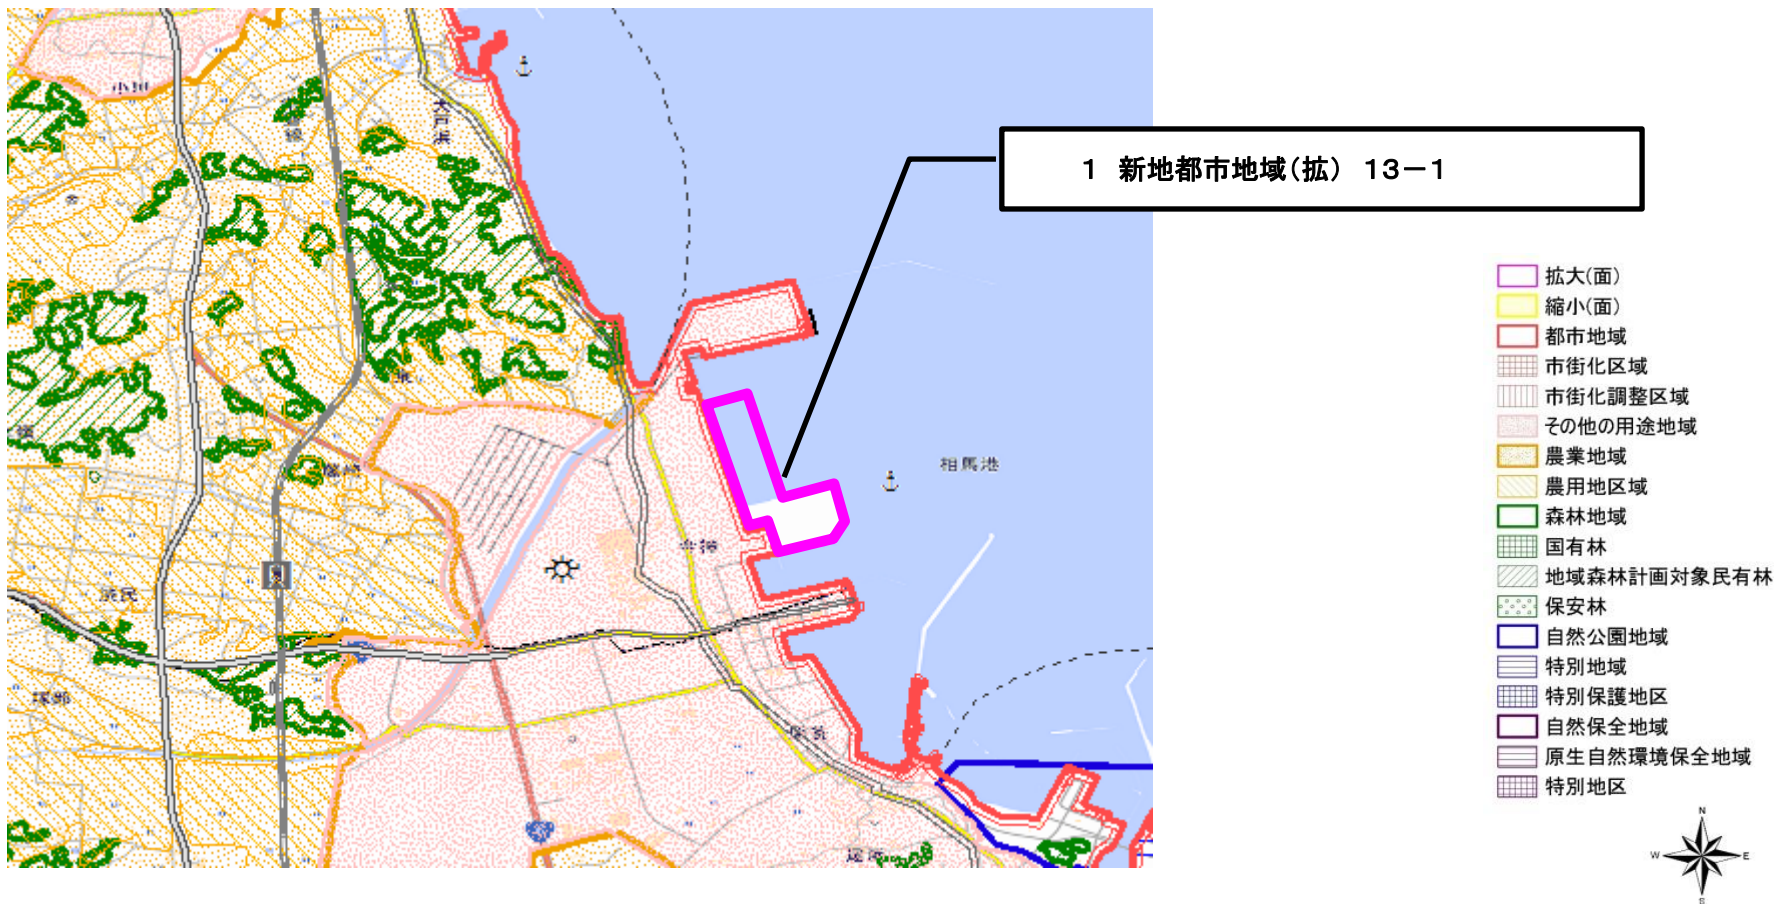 1 新地都市地域(拡) 13－1
拡大(面)
縮小(面)
都市地域
市街化区域
市街化調整区域
その他の用途地域
農業地域
農用地区域
森林地域
国有林
地域森林計画対象民有林
保安林
自然公園地域
特別地域
特別保護地区
自然保全地域
原生自然環境保全地域
特別地区
N
W
E
S
小川
相馬港